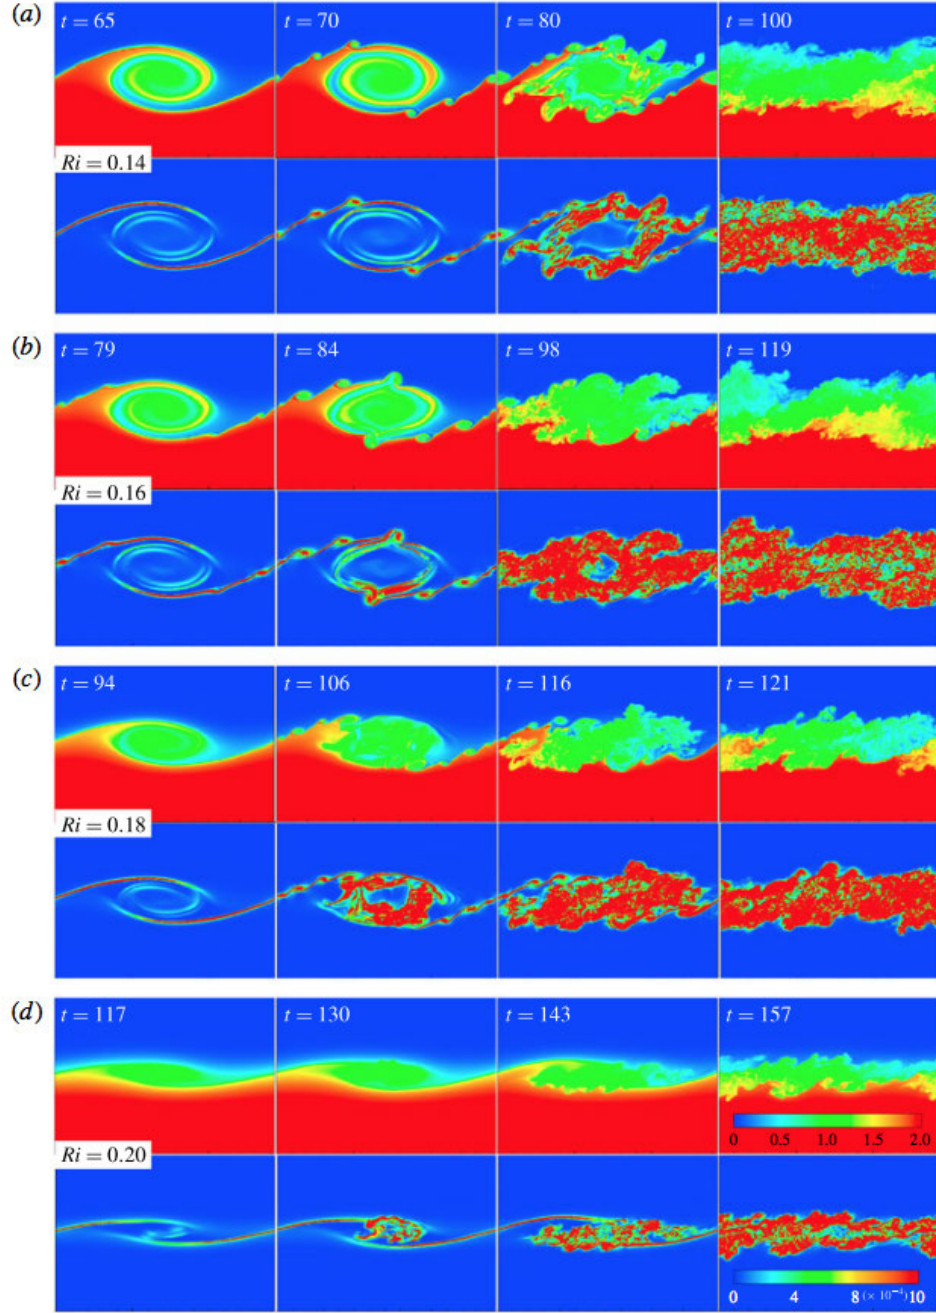 (a)
t = 65 t = 70 t = 80 t = 100
Ri = 0.14
(b)
t = 79 t = 84 t = 98 t = 119
Ri = 0.16
(c)
t = 94 t = 106 t = 116 t = 121
Ri = 0.18
(d)
t = 117 t = 130 t = 143 t = 157
0 0.5 1.0 1.5 2.0
Ri = 0.20
0 4 8 (× 10⁻⁴) 10